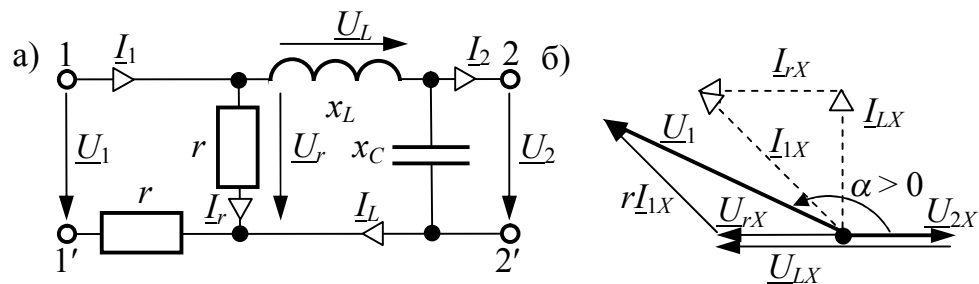 а)
1
I1
UL
I2
2
xL
U1
r
Ur
xC
U2
r
Ir
IL
1′
2′
б)
IrX
U1
ILX
I1X
α > 0
rI1X
UrX
U2X
ULX